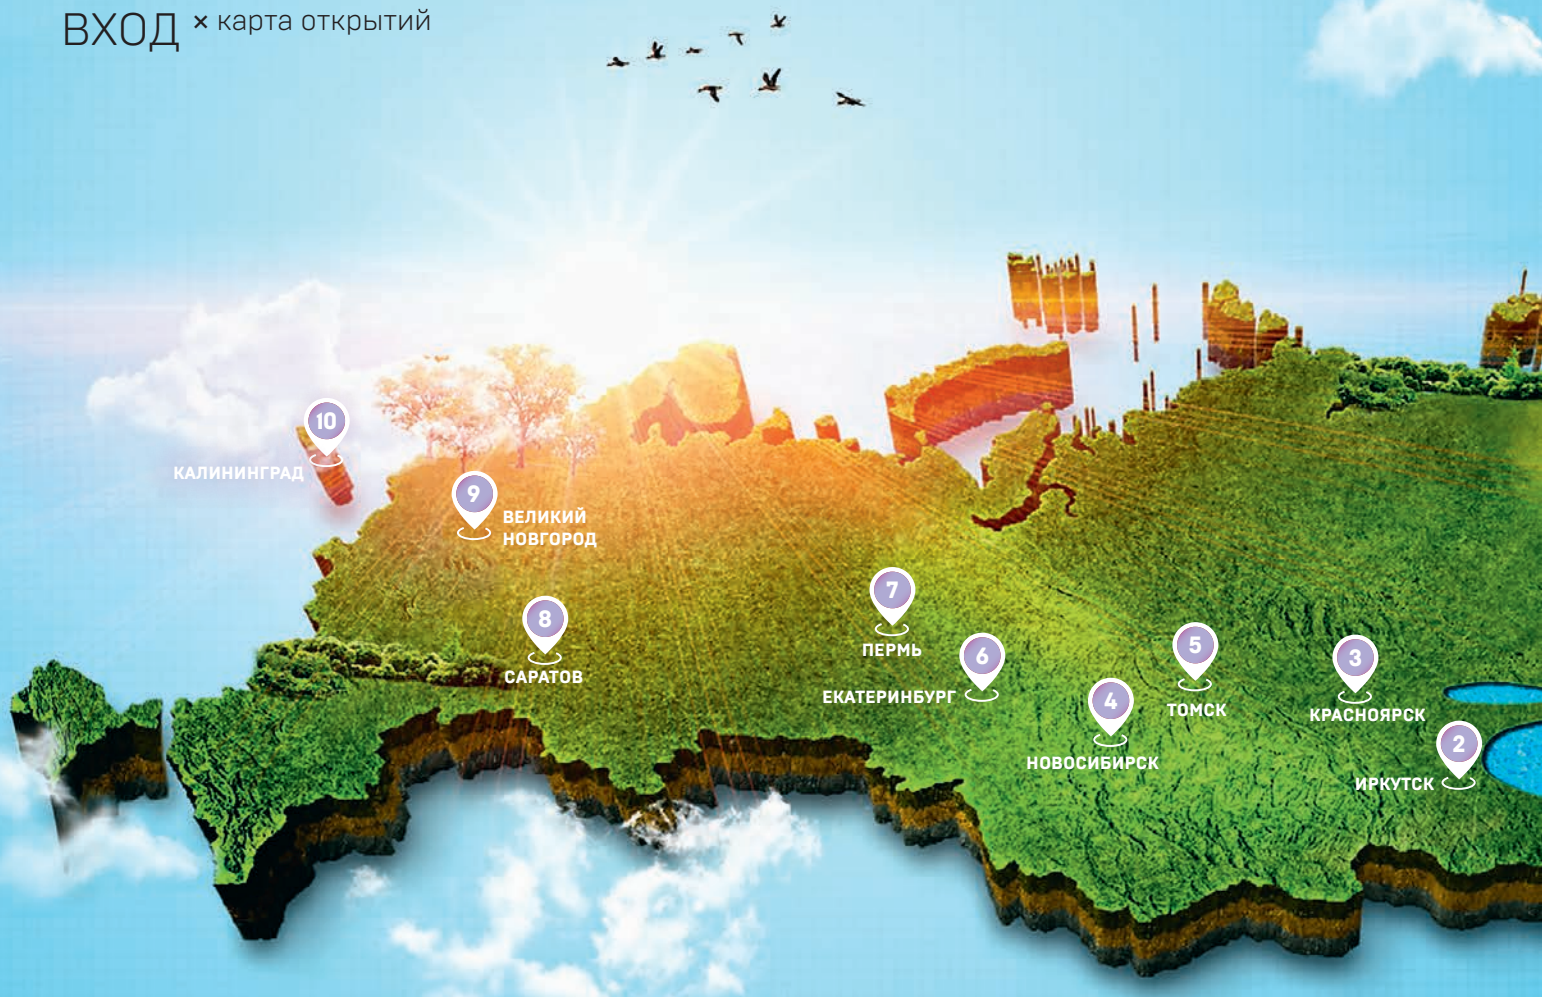 ВХОД × карта открытий
10
КАЛИНИНГРАД
9
ВЕЛИКИЙ
НОВГОРОД
8
САРАТОВ
7
ПЕРМЬ
6
ЕКАТЕРИНБУРГ
5
ТОМСК
4
НОВОСИБИРСК
3
КРАСНОЯРСК
2
ИРКУТСК